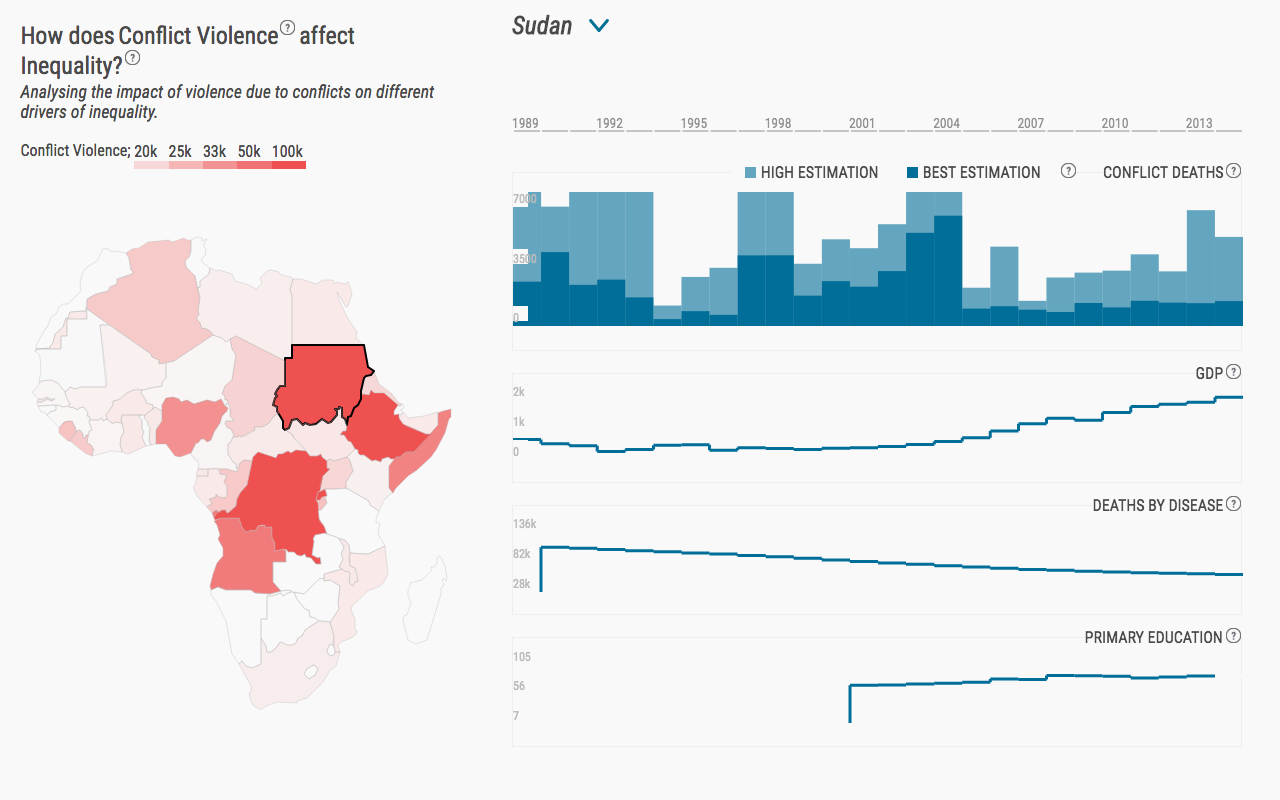 How does Conflict Violence ? affect
Inequality? ?
Analysing the impact of violence due to conflicts on different
drivers of inequality.
Conflict Violence; 20k 25k 33k 50k 100k
Sudan
1989 1992 1995 1998 2001 2004 2007 2010 2013
HIGH ESTIMATION BEST ESTIMATION ? CONFLICT DEATHS ?
7000
3500
0
GDP ?
2k
1k
0
DEATHS BY DISEASE ?
136k
82k
28k
PRIMARY EDUCATION ?
105
56
7